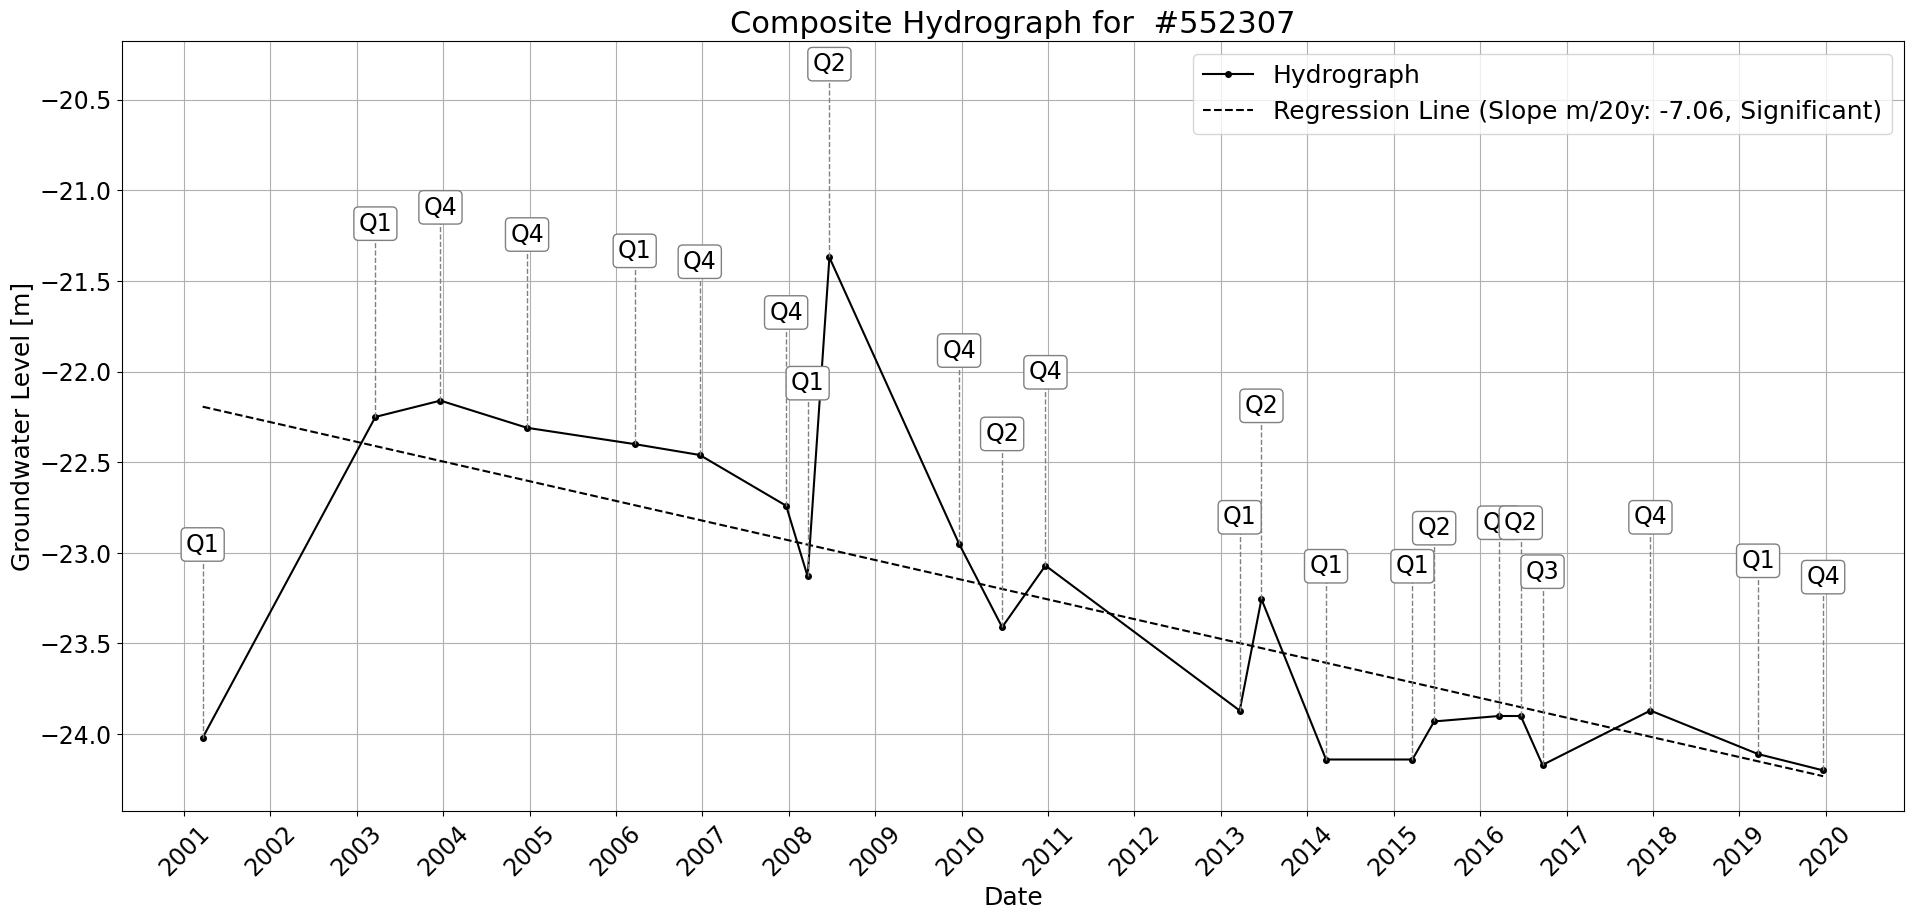 Composite Hydrograph for #552307
Hydrograph
Regression Line (Slope m/20y: -7.06, Significant)
Groundwater Level [m]
−20.5
−21.0
−21.5
−22.0
−22.5
−23.0
−23.5
−24.0
Q1
Q1
Q4
Q4
Q1
Q4
Q4
Q1
Q2
Q4
Q2
Q4
Q1
Q2
Q1
Q1
Q2
Q
Q2
Q3
Q4
Q1
Q4
2001
2002
2003
2004
2005
2006
2007
2008
2009
2010
2011
2012
2013
2014
2015
2016
2017
2018
2019
2020
Date